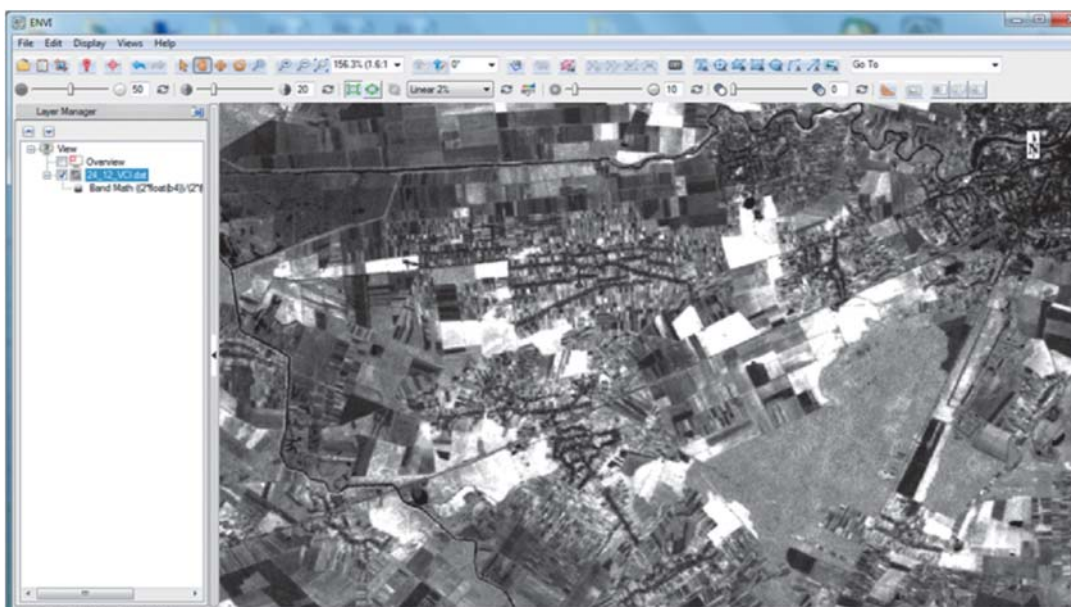 ENVI
File Edit Display Views Help
156.3% (1.6:1 0° Go To
50 20 Linear 2% 10 0
Layer Manager
View
Overview
24_12_VCI.dat
Band Math ((2*float(b4))/(2*
N